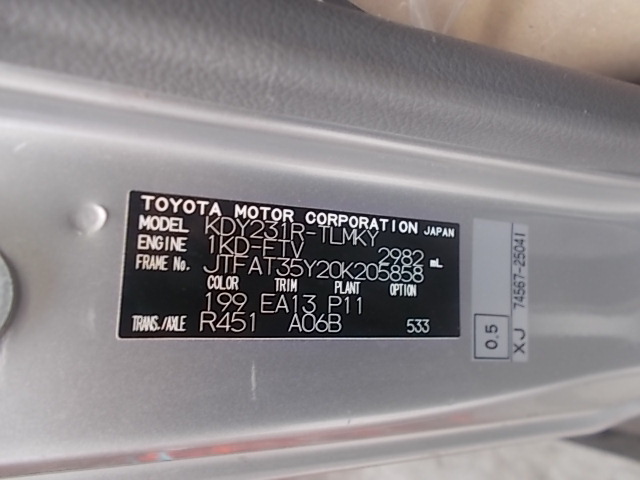 TOYOTA MOTOR CORPORATION JAPAN
MODEL KDY231R-TLMKY
ENGINE 1KD-FTV 2982 mL
FRAME No. JTFAT35Y20K205858
COLOR TRIM PLANT OPTION
199 EA13 P11
TRANS./AXLE R451 A06B 533
0.5
XJ 74567-25041